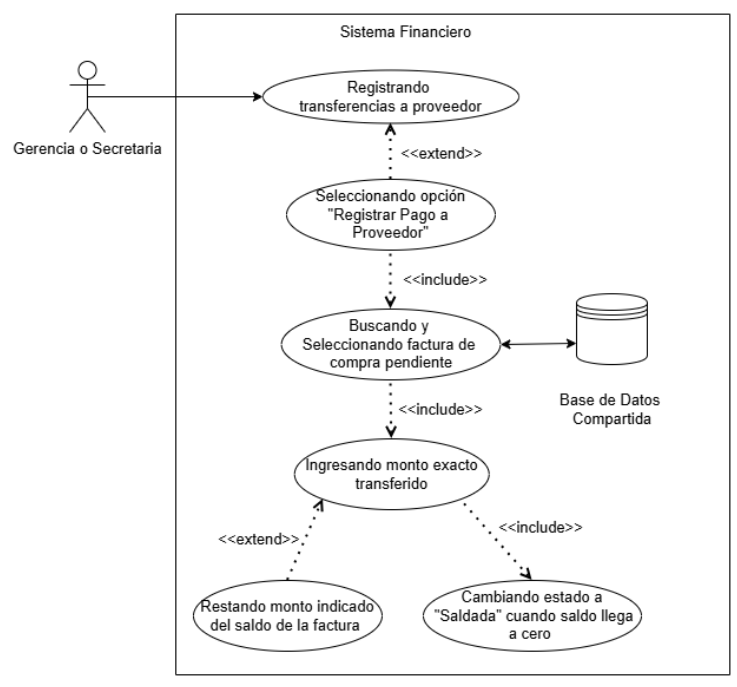 Sistema Financiero
Registrando
transferencias a proveedor
Gerencia o Secretaria
<<extend>>
Seleccionando opción
"Registrar Pago a
Proveedor"
<<include>>
Buscando y
Seleccionando factura de
compra pendiente
Base de Datos
Compartida
<<include>>
Ingresando monto exacto
transferido
<<extend>>
<<include>>
Restando monto indicado
del saldo de la factura
Cambiando estado a
"Saldada" cuando saldo llega
a cero